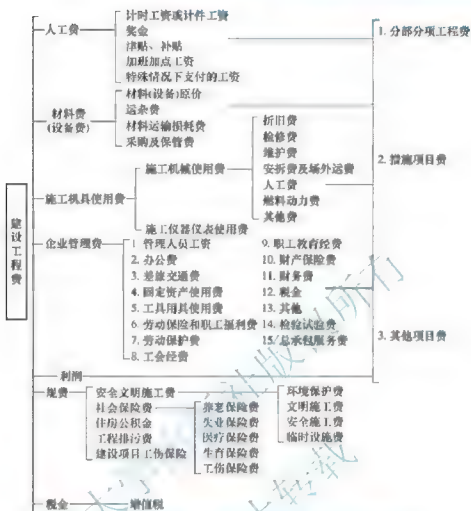 计时工资或计件工资
人工费
奖金
1. 分部分项工程费
津贴、补贴
加班加点工资
特殊情况下支付的工资
材料(设备)原价
材料费
(设备费)
运杂费
材料运输损耗费
采购及保管费
折旧费
检修费
维护费
2. 措施项目费
施工机械使用费
安拆费及场外运费
人工费
施工机具使用费
燃料动力费
其他费
施工仪器仪表使用费
建设工程费
企业管理费
1. 管理人员工资
9. 职工教育经费
2. 办公费
10. 财产保险费
3. 差旅交通费
11. 财务费
4. 固定资产使用费
12. 税金
5. 工具用具使用费
13. 其他
6. 劳动保险和职工福利费
14. 检验试验费
3. 其他项目费
7. 劳动保护费
15. 总承包服务费
8. 工会经费
利润
规费
安全文明施工费
环境保护费
社会保险费
养老保险费
文明施工费
住房公积金
失业保险费
安全施工费
工程排污费
医疗保险费
临时设施费
建设项目工伤保险
生育保险费
工伤保险费
税金
增值税